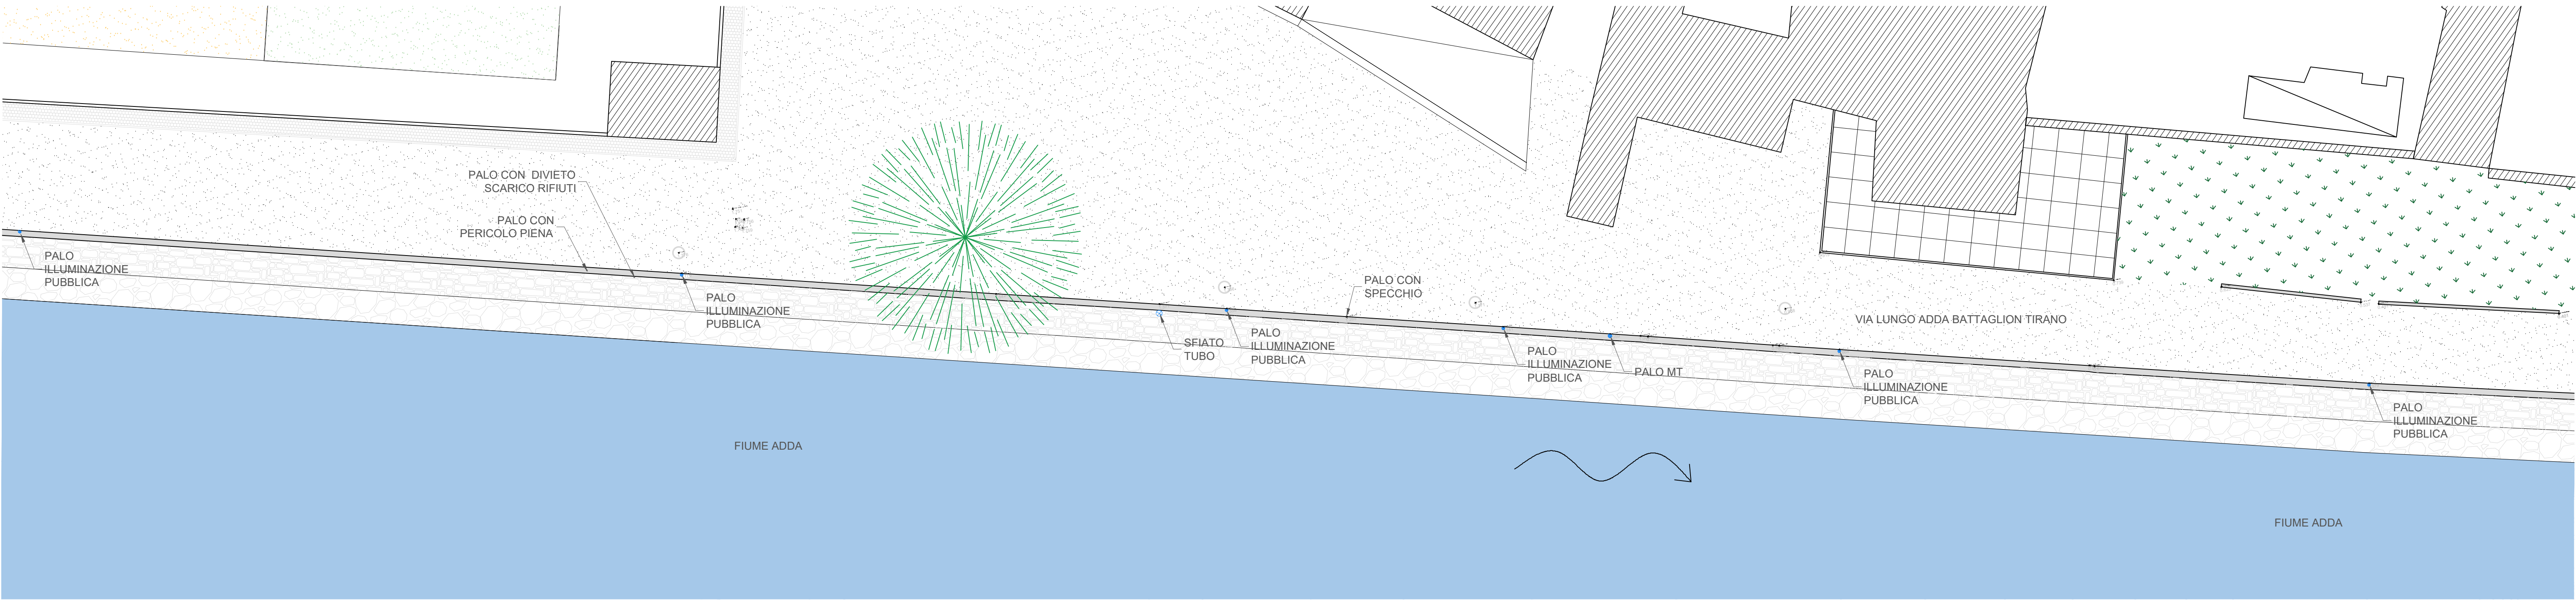 PALO CON  DIVIETO
SCARICO RIFIUTI
PALO CON
PERICOLO PIENA
PALO
ILLUMINAZIONE
PUBBLICA
PALO
ILLUMINAZIONE
PUBBLICA
SFIATO
TUBO
PALO
ILLUMINAZIONE
PUBBLICA
PALO CON
SPECCHIO
PALO
ILLUMINAZIONE
PUBBLICA
PALO MT
VIA LUNGO ADDA BATTAGLION TIRANO
PALO
ILLUMINAZIONE
PUBBLICA
PALO
ILLUMINAZIONE
PUBBLICA
FIUME ADDA
FIUME ADDA